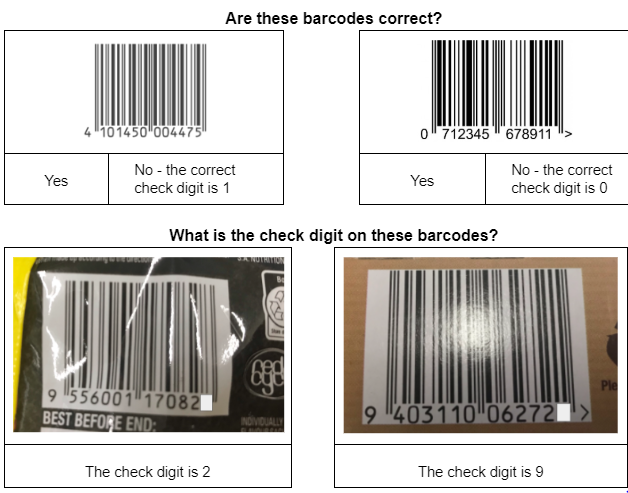 Are these barcodes correct?
4 101450 004475
0 712345 678911 >
Yes
No - the correct
check digit is 1
Yes
No - the correct
check digit is 0
What is the check digit on these barcodes?
9 556001 17082
BEST BEFORE END:
INDIVIDUALLY
9 403110 06272 >
Ple
The check digit is 2
The check digit is 9